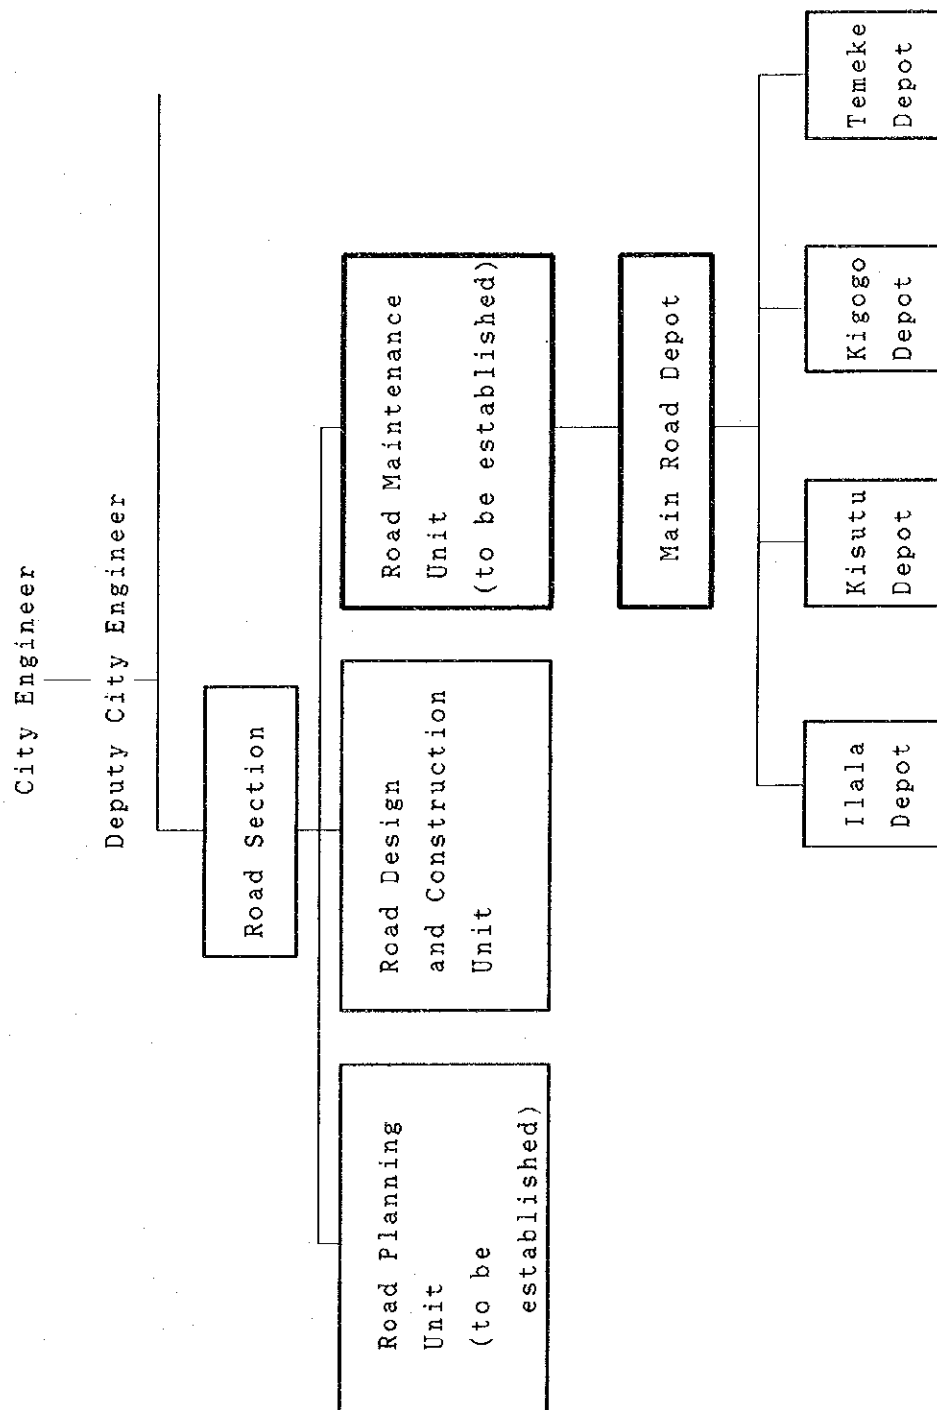 City Engineer
Deputy City Engineer
Road Section
Road Planning
Unit
(to be
established)
Road Design
and Construction
Unit
Road Maintenance
Unit
(to be established)
Main Road Depot
Ilala
Depot
Kisutu
Depot
Kigogo
Depot
Temeke
Depot